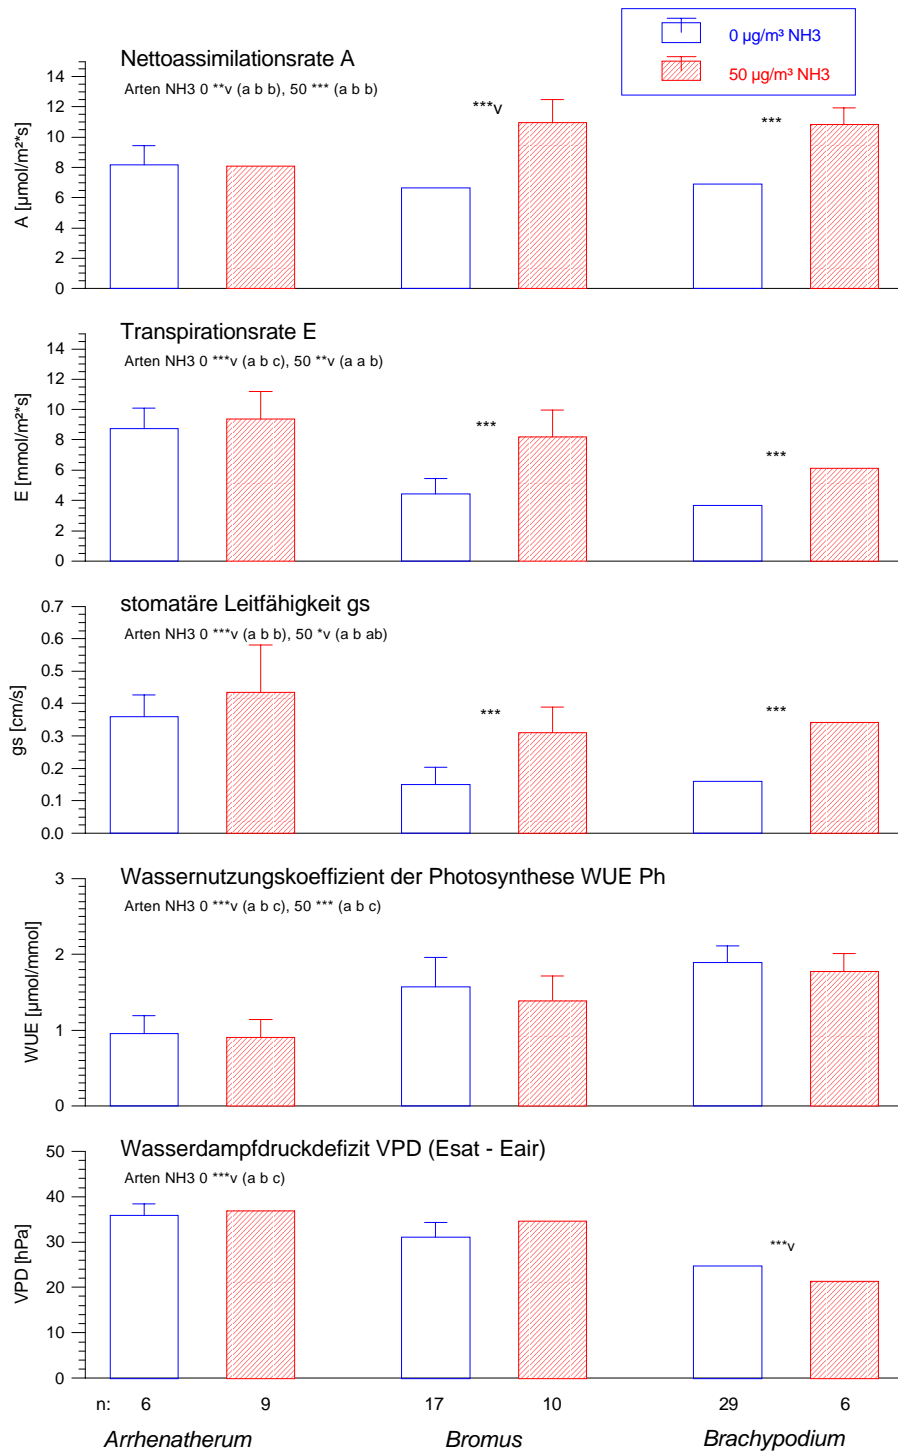 0 µg/m³ NH3
50 µg/m³ NH3
Nettoassimilationsrate A
Arten NH3 0 **v (a b b), 50 *** (a b b)
A [µmol/m²*s]
14
12
10
8
6
4
2
0
***v
***
Transpirationsrate E
Arten NH3 0 ***v (a b c), 50 **v (a a b)
E [mmol/m²*s]
14
12
10
8
6
4
2
0
***
***
stomatäre Leitfähigkeit gs
Arten NH3 0 ***v (a b b), 50 *v (a b ab)
gs [cm/s]
0.7
0.6
0.5
0.4
0.3
0.2
0.1
0.0
***
***
Wassernutzungskoeffizient der Photosynthese WUE Ph
Arten NH3 0 ***v (a b c), 50 *** (a b c)
WUE [µmol/mmol]
3
2
1
0
Wasserdampfdruckdefizit VPD (Esat - Eair)
Arten NH3 0 ***v (a b c)
VPD [hPa]
50
40
30
20
10
0
***v
n: 6 9 17 10 29 6
Arrhenatherum Bromus Brachypodium